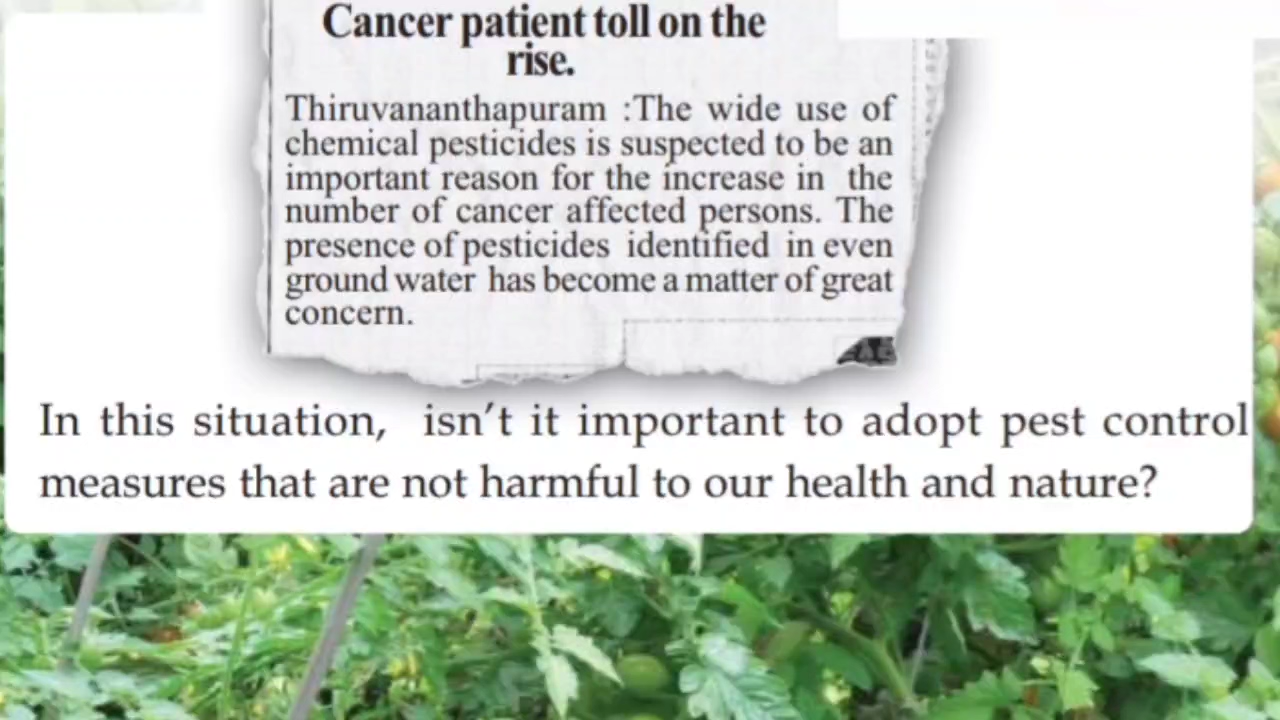 Cancer patient toll on the
rise.
Thiruvananthapuram :The wide use of
chemical pesticides is suspected to be an
important reason for the increase in the
number of cancer affected persons. The
presence of pesticides identified in even
ground water has become a matter of great
concern.
In this situation, isn't it important to adopt pest control
measures that are not harmful to our health and nature?